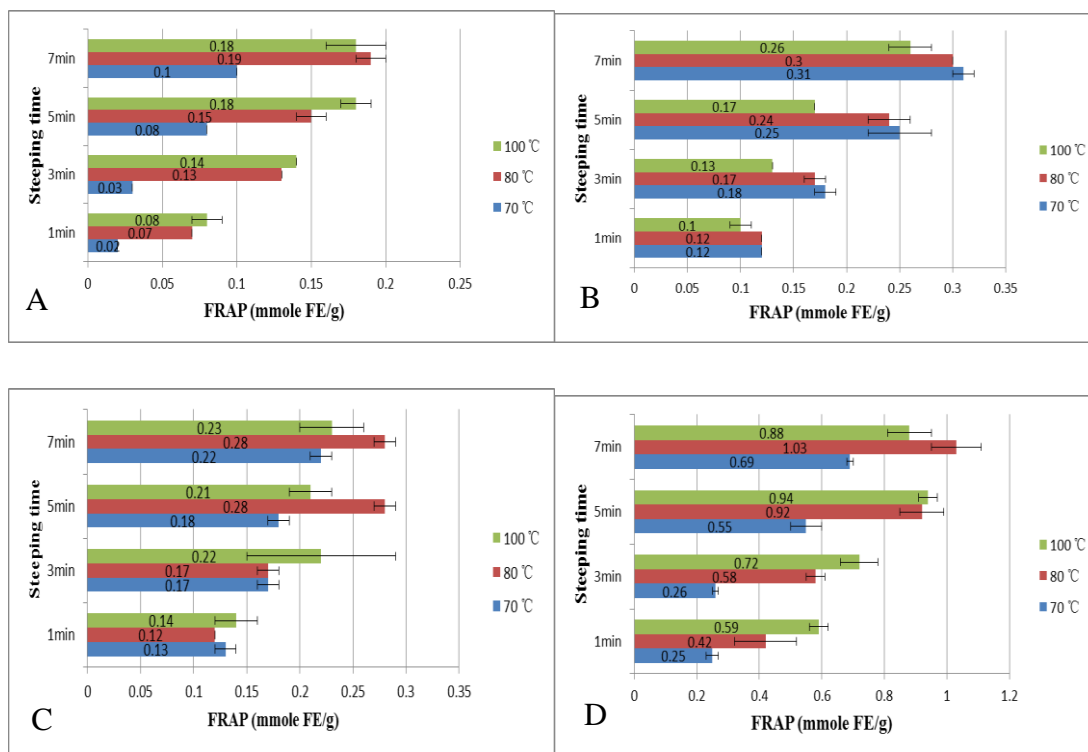 Steeping time
7min
0.18
0.19
0.1
5min
0.18
0.15
0.08
3min
0.14
0.13
0.03
1min
0.08
0.07
0.02
0 0.05 0.1 0.15 0.2 0.25
FRAP (mmole FE/g)
100 ℃
80 ℃
70 ℃
A
Steeping time
7min
0.26
0.3
0.31
5min
0.17
0.24
0.25
3min
0.13
0.17
0.18
1min
0.1
0.12
0.12
0 0.05 0.1 0.15 0.2 0.25 0.3 0.35
FRAP (mmole FE/g)
100 ℃
80 ℃
70 ℃
B
Steeping time
7min
0.23
0.28
0.22
5min
0.21
0.28
0.18
3min
0.22
0.17
0.17
1min
0.14
0.12
0.13
0 0.05 0.1 0.15 0.2 0.25 0.3 0.35
FRAP (mmole FE/g)
100 ℃
80 ℃
70 ℃
C
Steeping time
7min
0.88
1.03
0.69
5min
0.94
0.92
0.55
3min
0.72
0.58
0.26
1min
0.59
0.42
0.25
0 0.2 0.4 0.6 0.8 1 1.2
FRAP (mmole FE/g)
100 ℃
80 ℃
70 ℃
D